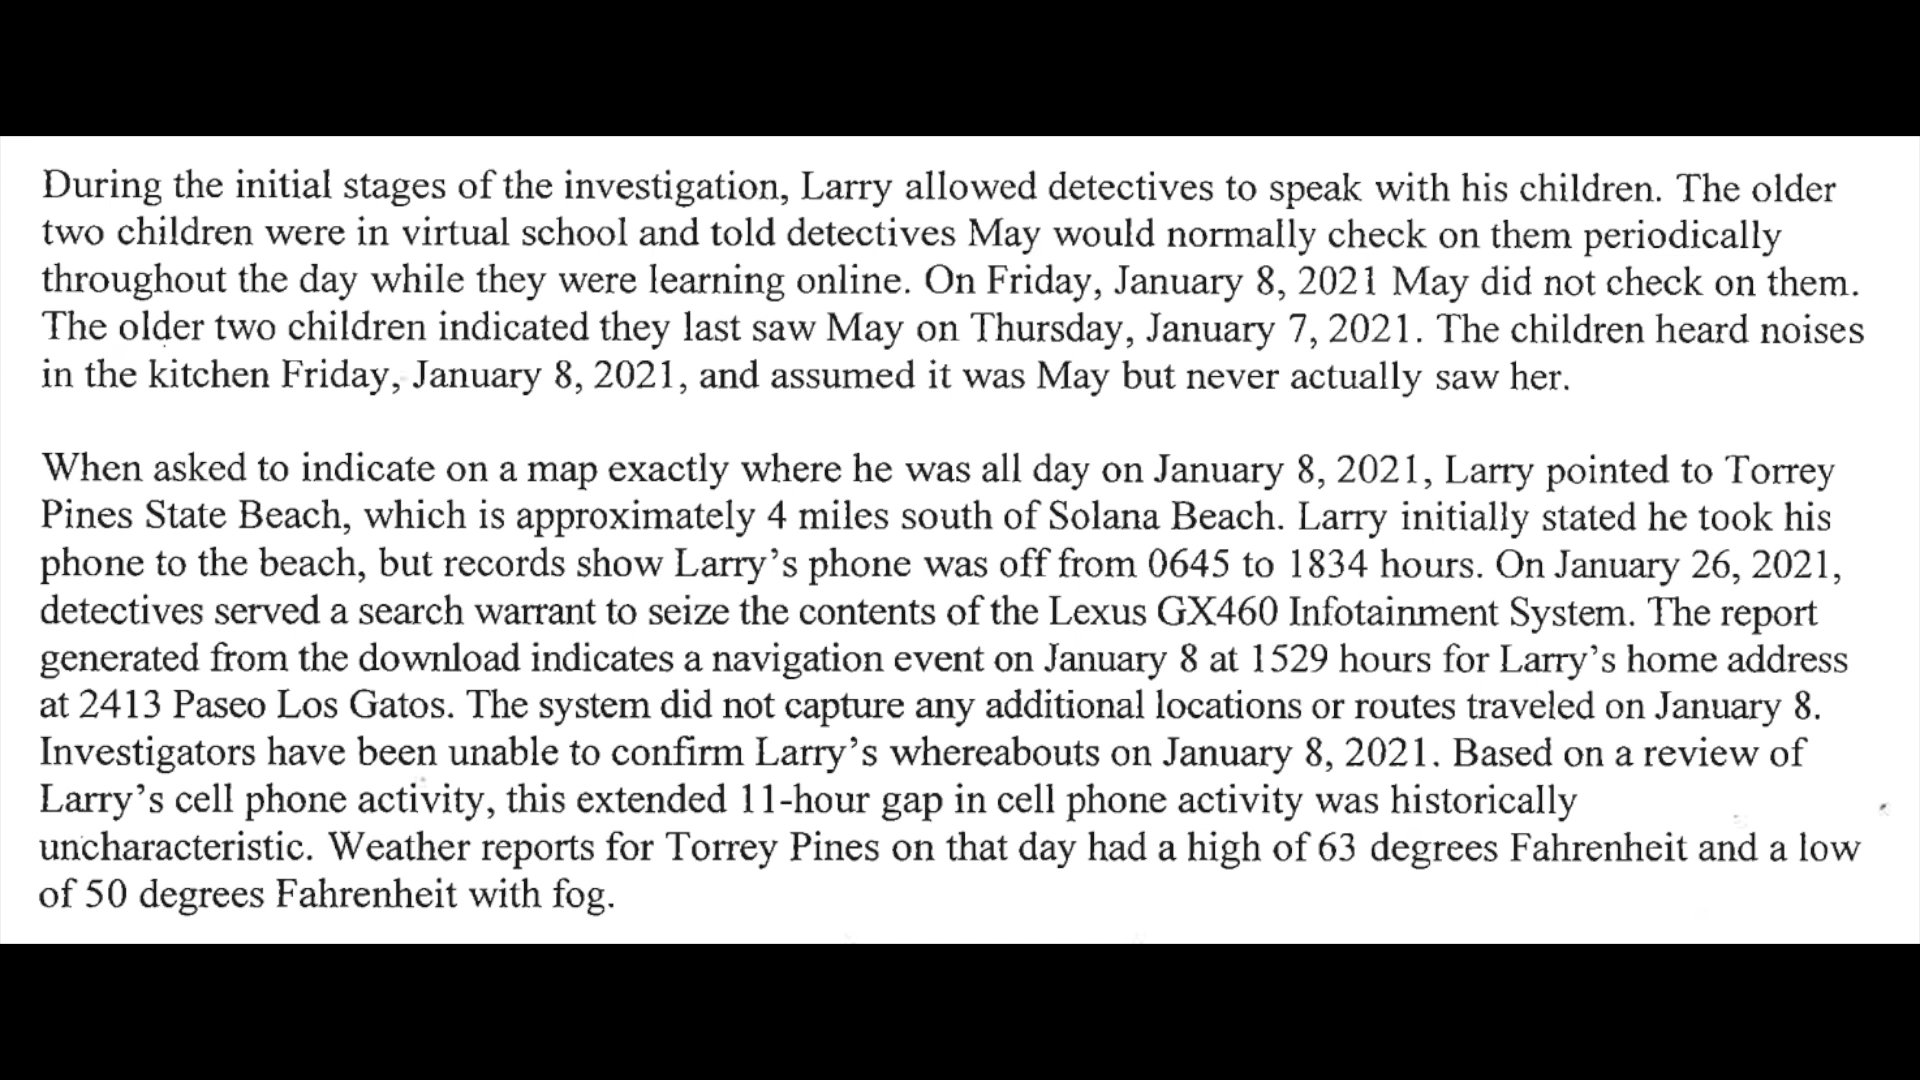 During the initial stages of the investigation, Larry allowed detectives to speak with his children. The older
two children were in virtual school and told detectives May would normally check on them periodically
throughout the day while they were learning online. On Friday, January 8, 2021 May did not check on them.
The older two children indicated they last saw May on Thursday, January 7, 2021. The children heard noises
in the kitchen Friday, January 8, 2021, and assumed it was May but never actually saw her.
When asked to indicate on a map exactly where he was all day on January 8, 2021, Larry pointed to Torrey
Pines State Beach, which is approximately 4 miles south of Solana Beach. Larry initially stated he took his
phone to the beach, but records show Larry's phone was off from 0645 to 1834 hours. On January 26, 2021,
detectives served a search warrant to seize the contents of the Lexus GX460 Infotainment System. The report
generated from the download indicates a navigation event on January 8 at 1529 hours for Larry's home address
at 2413 Paseo Los Gatos. The system did not capture any additional locations or routes traveled on January 8.
Investigators have been unable to confirm Larry's whereabouts on January 8, 2021. Based on a review of
Larry's cell phone activity, this extended 11-hour gap in cell phone activity was historically
uncharacteristic. Weather reports for Torrey Pines on that day had a high of 63 degrees Fahrenheit and a low
of 50 degrees Fahrenheit with fog.